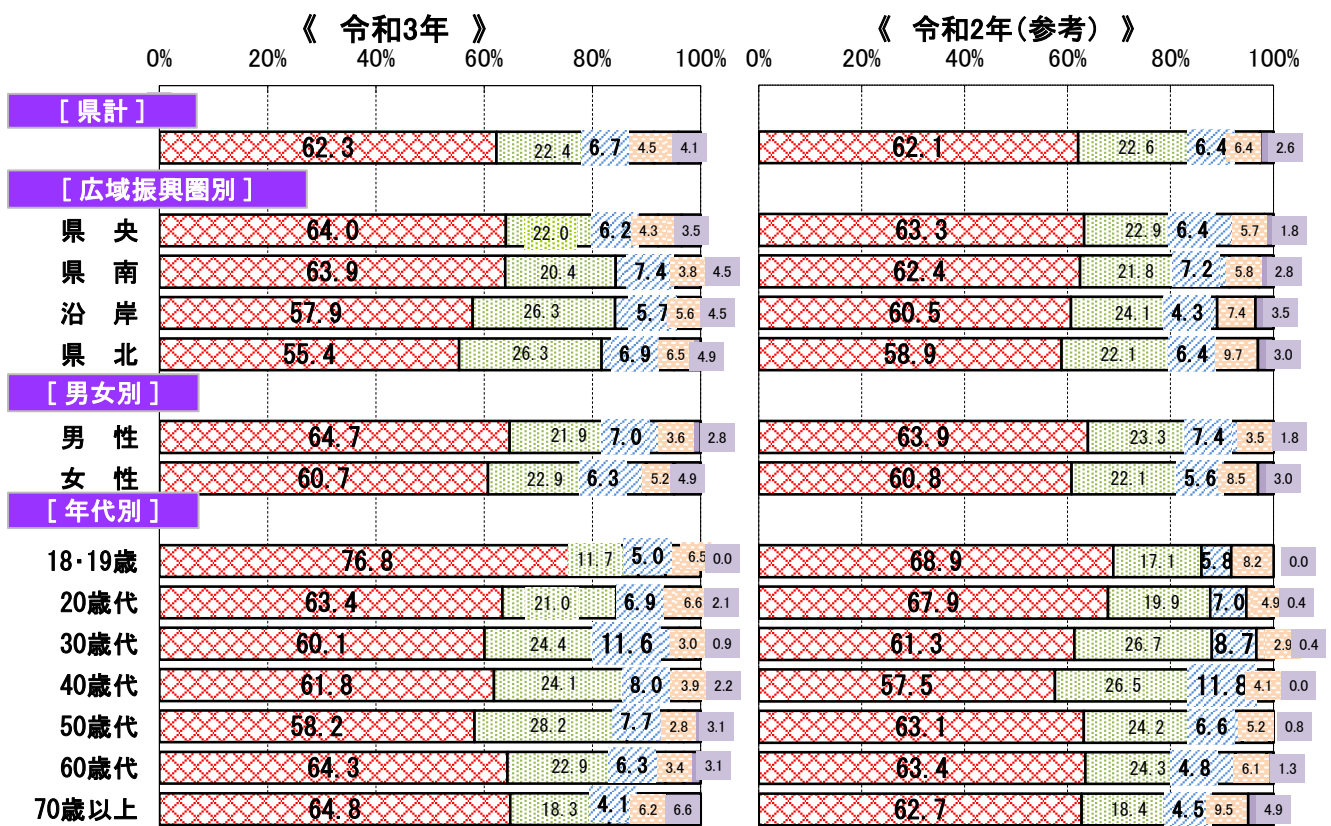 《 令和3年 》 《 令和2年(参考) 》
0% 20% 40% 60% 80% 100% 0% 20% 40% 60% 80% 100%
[ 県計 ]
62.3 22.4 6.7 4.5 4.1 62.1 22.6 6.4 6.4 2.6
[ 広域振興圏別 ]
県 央 64.0 22.0 6.2 4.3 3.5 63.3 22.9 6.4 5.7 1.8
県 南 63.9 20.4 7.4 3.8 4.5 62.4 21.8 7.2 5.8 2.8
沿 岸 57.9 26.3 5.7 5.6 4.5 60.5 24.1 4.3 7.4 3.5
県 北 55.4 26.3 6.9 6.5 4.9 58.9 22.1 6.4 9.7 3.0
[ 男女別 ]
男 性 64.7 21.9 7.0 3.6 2.8 63.9 23.3 7.4 3.5 1.8
女 性 60.7 22.9 6.3 5.2 4.9 60.8 22.1 5.6 8.5 3.0
[ 年代別 ]
18・19歳 76.8 11.7 5.0 6.5 0.0 68.9 17.1 5.8 8.2 0.0
20歳代 63.4 21.0 6.9 6.6 2.1 67.9 19.9 7.0 4.9 0.4
30歳代 60.1 24.4 11.6 3.0 0.9 61.3 26.7 8.7 2.9 0.4
40歳代 61.8 24.1 8.0 3.9 2.2 57.5 26.5 11.8 4.1 0.0
50歳代 58.2 28.2 7.7 2.8 3.1 63.1 24.2 6.6 5.2 0.8
60歳代 64.3 22.9 6.3 3.4 3.1 63.4 24.3 4.8 6.1 1.3
70歳以上 64.8 18.3 4.1 6.2 6.6 62.7 18.4 4.5 9.5 4.9